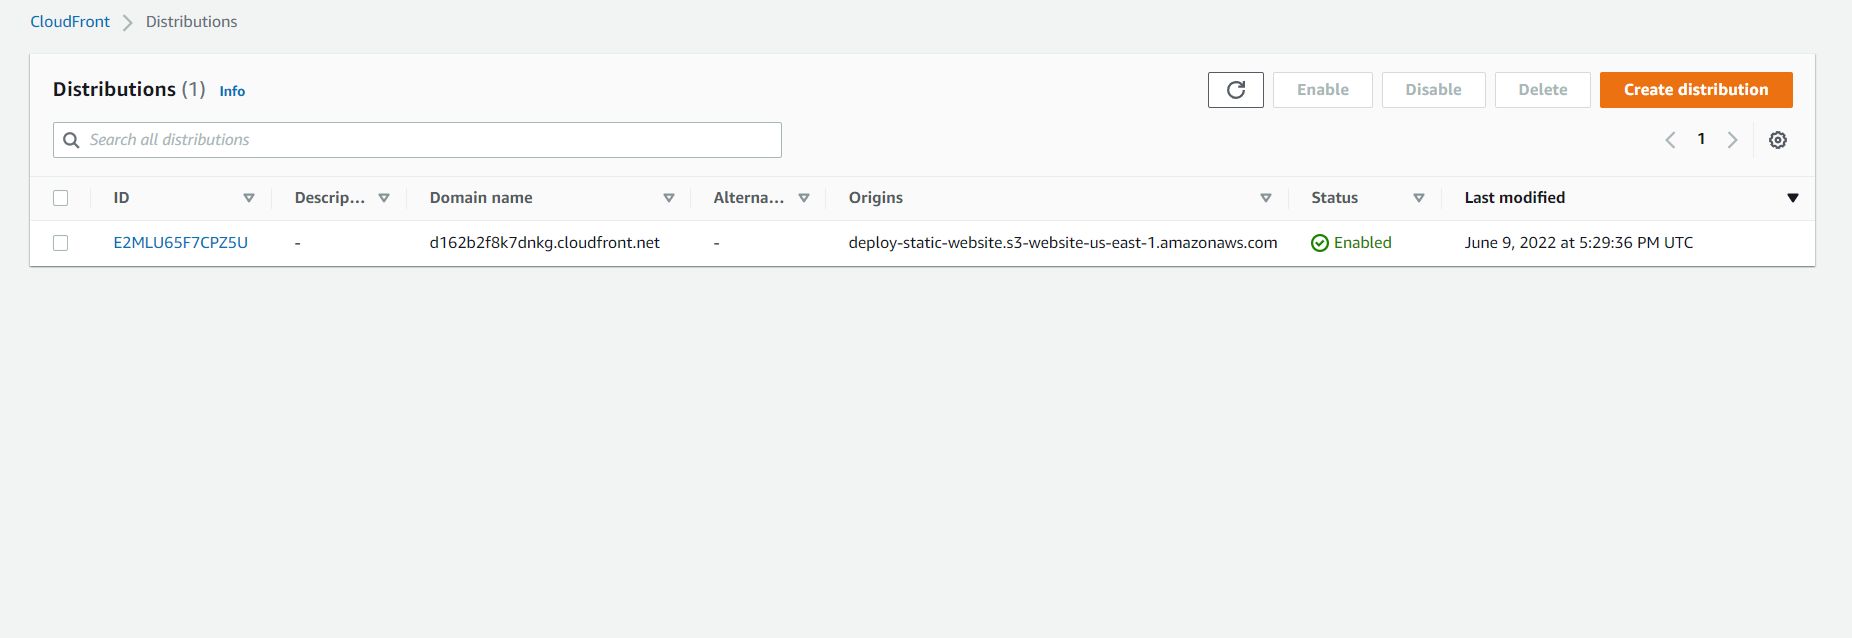 CloudFront Distributions
Distributions (1) Info
Enable Disable Delete Create distribution
Search all distributions
1
ID Descrip... Domain name Alterna... Origins Status Last modified
E2MLU65F7CPZ5U - d162b2f8k7dnkg.cloudfront.net - deploy-static-website.s3-website-us-east-1.amazonaws.com Enabled June 9, 2022 at 5:29:36 PM UTC